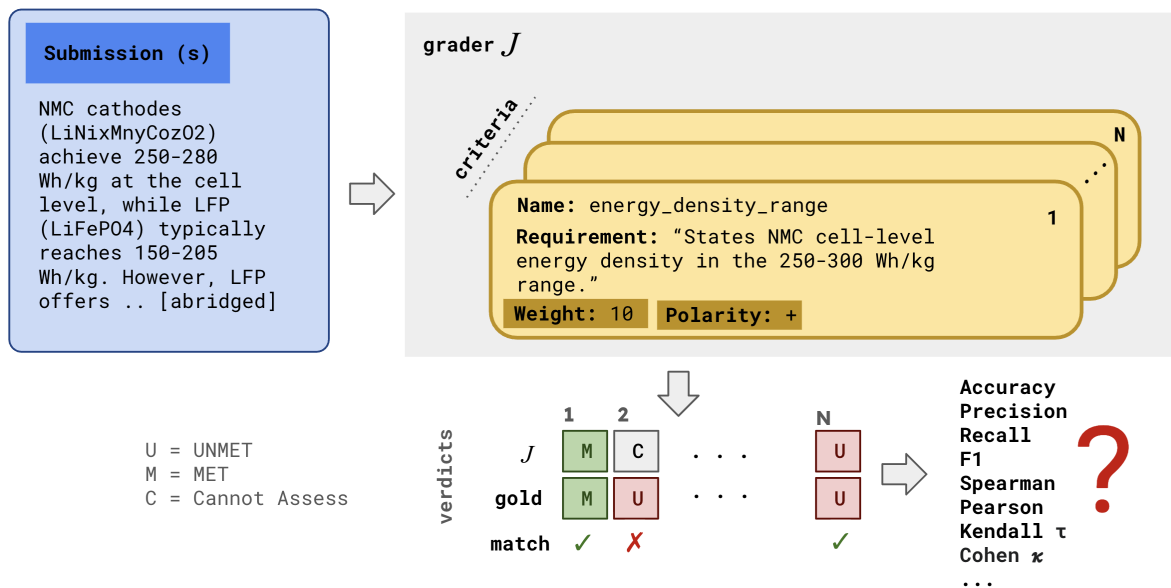 Submission (s)
NMC cathodes
(LiNixMnyCozO2)
achieve 250-280
Wh/kg at the cell
level, while LFP
(LiFePO4) typically
reaches 150-205
Wh/kg. However, LFP
offers .. [abridged]
grader J
criteria
N
...
1
Name: energy_density_range
Requirement: “States NMC cell-level
energy density in the 250-300 Wh/kg
range.”
Weight: 10
Polarity: +
U = UNMET
M = MET
C = Cannot Assess
verdicts
1 2 N
J M C . . . U
gold M U . . . U
match ✓ ✗ ✓
Accuracy
Precision
Recall
F1
Spearman
Pearson
Kendall τ
Cohen κ
...
?